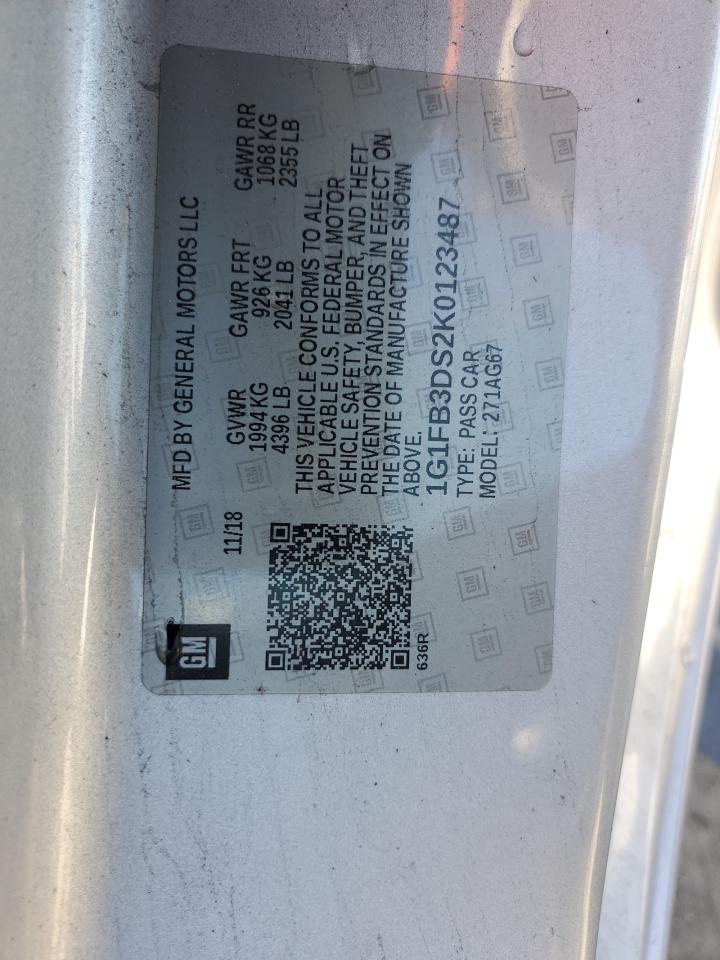 GM
MFD BY GENERAL MOTORS LLC
11/18
GVWR GAWR FRT GAWR RR
1994 KG 926 KG 1068 KG
4396 LB 2041 LB 2355 LB
THIS VEHICLE CONFORMS TO ALL
APPLICABLE U.S. FEDERAL MOTOR
VEHICLE SAFETY, BUMPER, AND THEFT
PREVENTION STANDARDS IN EFFECT ON
THE DATE OF MANUFACTURE SHOWN
ABOVE.
1G1FB3DS2K0123487
TYPE: PASS CAR
MODEL: 271AG67
636R